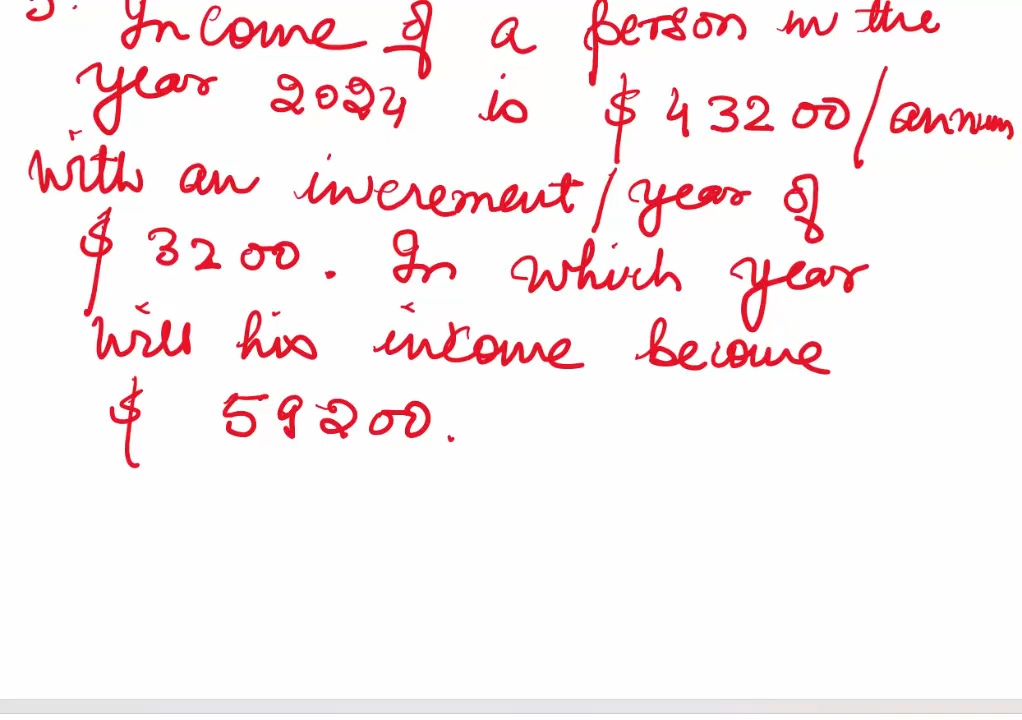 Income of a person in the
year 2024 is $ 43200/annum
with an increment/year of
$ 3200. In which year
will his income become
$ 59200.